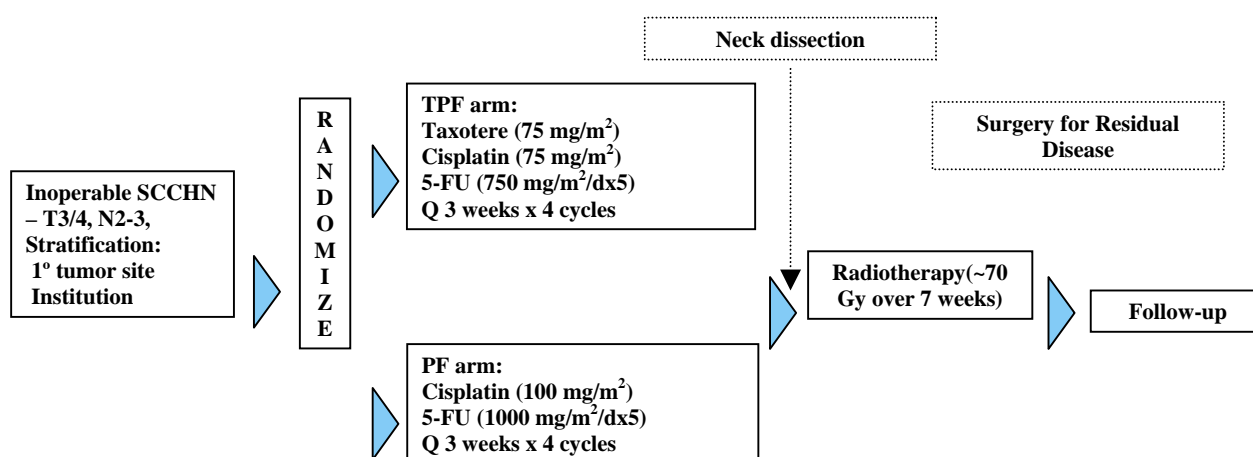 Inoperable SCCHN
– T3/4, N2-3,
Stratification:
1º tumor site
Institution
R
A
N
D
O
M
I
Z
E
TPF arm:
Taxotere (75 mg/m²)
Cisplatin (75 mg/m²)
5-FU (750 mg/m²/dx5)
Q 3 weeks x 4 cycles
PF arm:
Cisplatin (100 mg/m²)
5-FU (1000 mg/m²/dx5)
Q 3 weeks x 4 cycles
Neck dissection
Radiotherapy(~70
Gy over 7 weeks)
Surgery for Residual
Disease
Follow-up